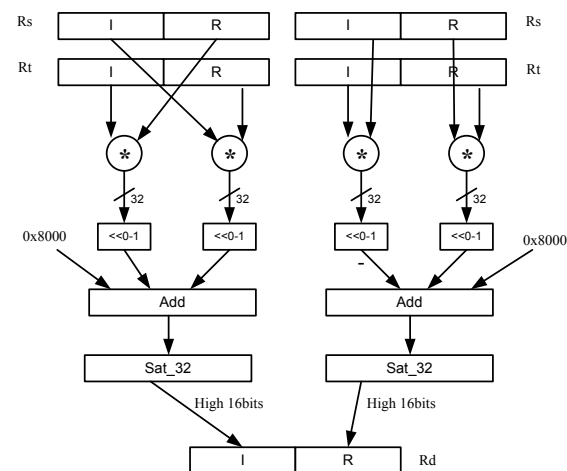 Rs I R I R Rs
Rt I R I R Rt
* * * *
32 32 32 32
0x8000 <<0-1 <<0-1 <<0-1 <<0-1 0x8000
-
Add Add
Sat_32 Sat_32
High 16bits High 16bits
I R Rd